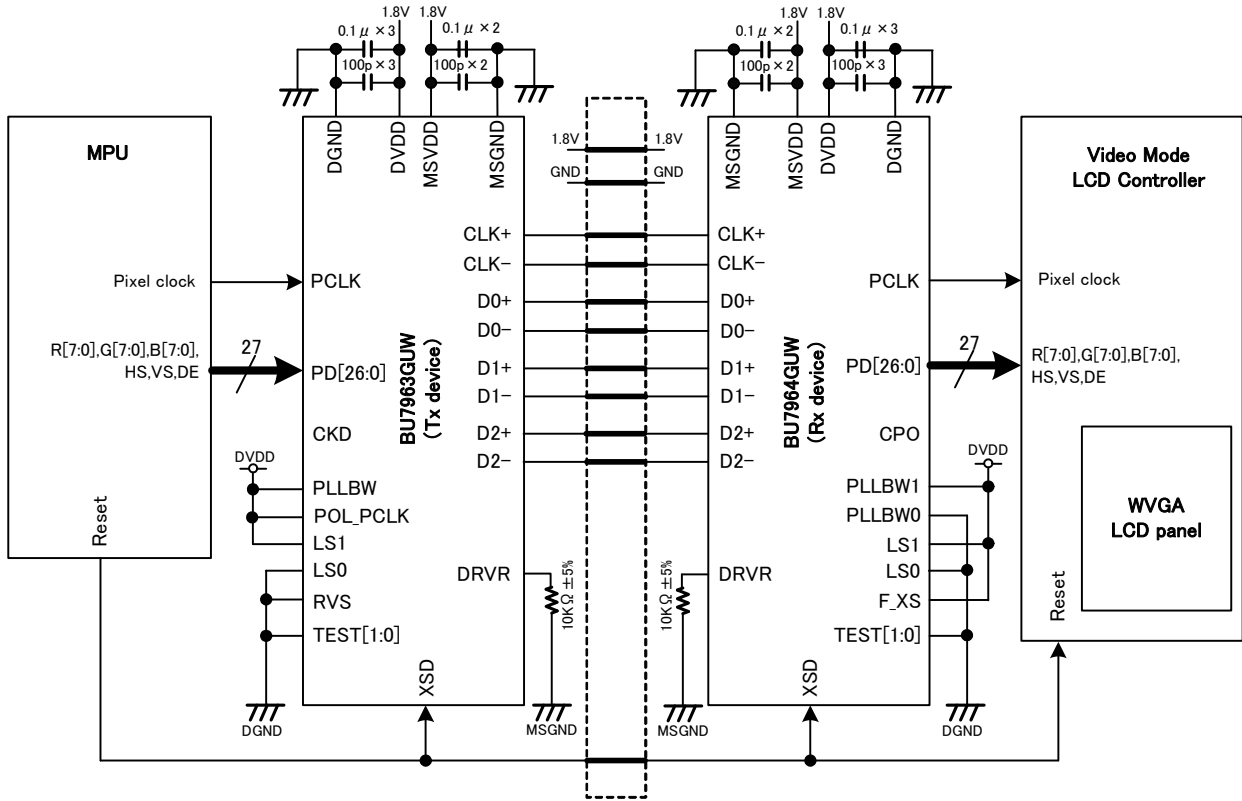 1.8V 1.8V
0.1μ×3
0.1μ×2
100p×3
100p×2
1.8V 1.8V
0.1μ×2
0.1μ×3
100p×2
100p×3
MPU
Pixel clock
R[7:0],G[7:0],B[7:0],
HS,VS,DE
27
Reset
DGND
DVDD
MSVDD
MSGND
BU7963GUW
(Tx device)
PCLK
PD[26:0]
CKD
DVDD
PLLBW
POL_PCLK
LS1
LS0
RVS
TEST[1:0]
DGND
XSD
CLK+
CLK-
D0+
D0-
D1+
D1-
D2+
D2-
DRVR
10KΩ±5%
MSGND
1.8V
1.8V
GND
GND
MSGND
MSVDD
DVDD
DGND
BU7964GUW
(Rx device)
CLK+
CLK-
D0+
D0-
D1+
D1-
D2+
D2-
DRVR
10KΩ±5%
MSGND
XSD
PCLK
PD[26:0]
CPO
DVDD
PLLBW1
PLLBW0
LS1
LS0
F_XS
TEST[1:0]
DGND
27
Video Mode
LCD Controller
Pixel clock
R[7:0],G[7:0],B[7:0],
HS,VS,DE
WVGA
LCD panel
Reset